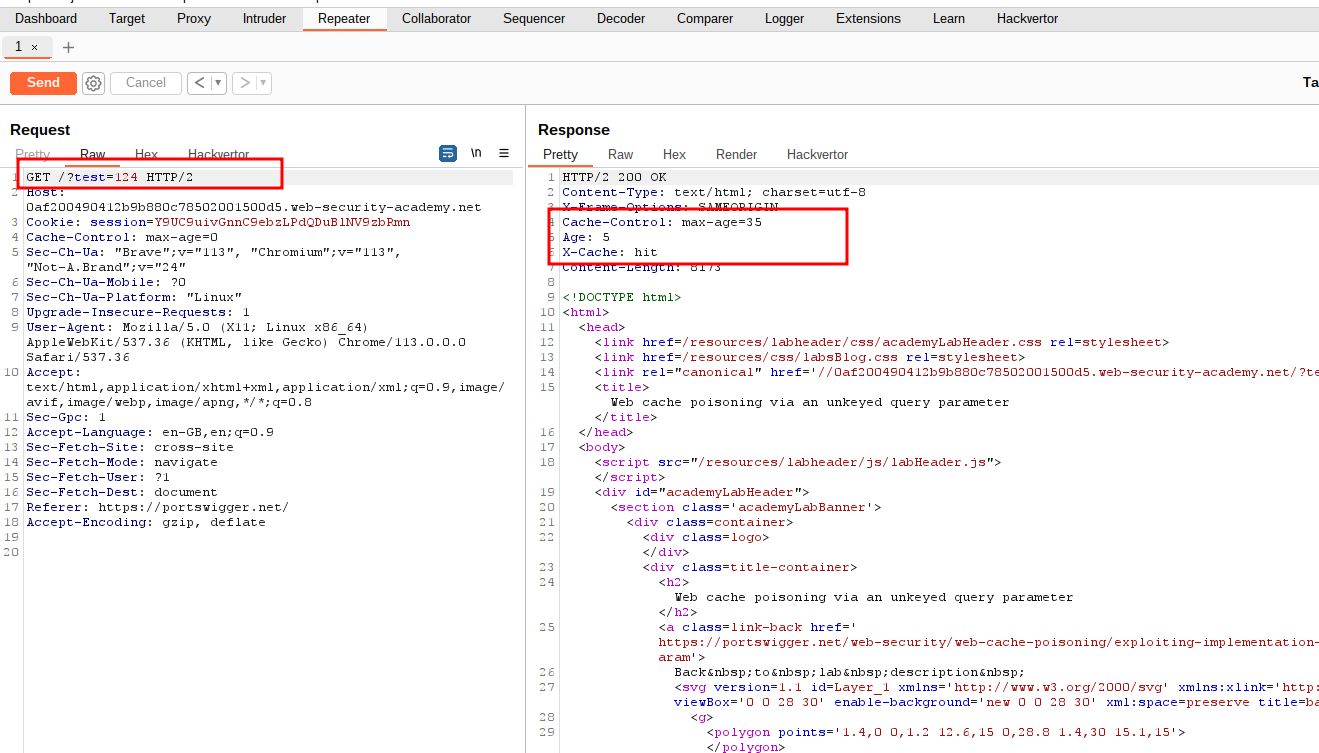 Dashboard Target Proxy Intruder Repeater Collaborator Sequencer Decoder Comparer Logger Extensions Learn Hackvertor
1 × +
Send Cancel < ▾ > ▾ Ta
Request
Pretty Raw Hex Hackvertor \n ≡
1 GET /?test=124 HTTP/2
2 Host:
0af200490412b9b880c78502001500d5.web-security-academy.net
3 Cookie: session=Y9UC9uivGnnC9ebzLPdQDuBlNV9zbRmn
4 Cache-Control: max-age=0
5 Sec-Ch-Ua: "Brave";v="113", "Chromium";v="113",
"Not-A.Brand";v="24"
6 Sec-Ch-Ua-Mobile: ?0
7 Sec-Ch-Ua-Platform: "Linux"
8 Upgrade-Insecure-Requests: 1
9 User-Agent: Mozilla/5.0 (X11; Linux x86_64)
AppleWebKit/537.36 (KHTML, like Gecko) Chrome/113.0.0.0
Safari/537.36
10 Accept:
text/html,application/xhtml+xml,application/xml;q=0.9,image/
avif,image/webp,image/apng,*/*;q=0.8
11 Sec-Gpc: 1
12 Accept-Language: en-GB,en;q=0.9
13 Sec-Fetch-Site: cross-site
14 Sec-Fetch-Mode: navigate
15 Sec-Fetch-User: ?1
16 Sec-Fetch-Dest: document
17 Referer: https://portswigger.net/
18 Accept-Encoding: gzip, deflate
19
20
Response
Pretty Raw Hex Render Hackvertor
1 HTTP/2 200 OK
2 Content-Type: text/html; charset=utf-8
3 X-Frame-Options: SAMEORIGIN
4 Cache-Control: max-age=35
5 Age: 5
6 X-Cache: hit
7 Content-Length: 8173
8
9 <!DOCTYPE html>
10 <html>
11 <head>
12 <link href=/resources/labheader/css/academyLabHeader.css rel=stylesheet>
13 <link href=/resources/css/labsBlog.css rel=stylesheet>
14 <link rel="canonical" href='//0af200490412b9b880c78502001500d5.web-security-academy.net/?te
15 <title>
Web cache poisoning via an unkeyed query parameter
</title>
16 </head>
17 <body>
18 <script src="/resources/labheader/js/labHeader.js">
</script>
19 <div id="academyLabHeader">
20 <section class='academyLabBanner'>
21 <div class=container>
22 <div class=logo>
</div>
23 <div class=title-container>
24 <h2>
Web cache poisoning via an unkeyed query parameter
</h2>
25 <a class=link-back href='
https://portswigger.net/web-security/web-cache-poisoning/exploiting-implementation-
aram'>
26 Back&nbsp;to&nbsp;lab&nbsp;description&nbsp;
27 <svg version=1.1 id=Layer_1 xmlns='http://www.w3.org/2000/svg' xmlns:xlink='http:
viewBox='0 0 28 30' enable-background='new 0 0 28 30' xml:space=preserve title=ba
28 <g>
29 <polygon points='1.4,0 0,1.2 12.6,15 0,28.8 1.4,30 15.1,15'>
</polygon>